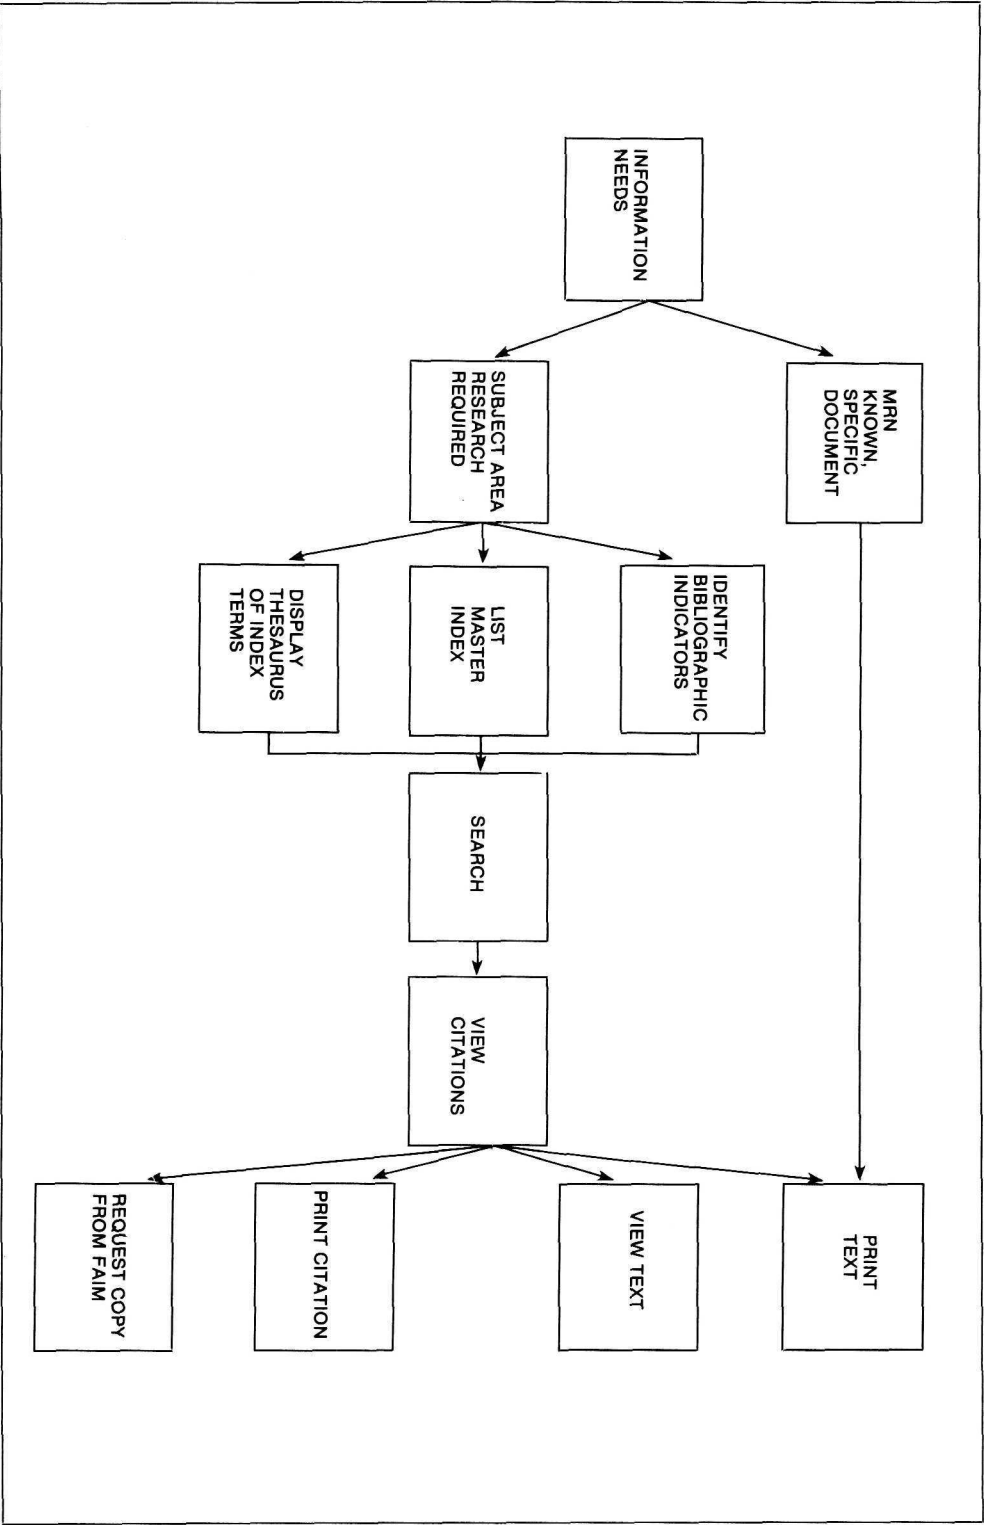 INFORMATION
NEEDS
MRN
KNOWN,
SPECIFIC
DOCUMENT
SUBJECT AREA
RESEARCH
REQUIRED
IDENTIFY
BIBLIOGRAPHIC
INDICATORS
LIST
MASTER
INDEX
DISPLAY
THESAURUS
OF INDEX
TERMS
SEARCH
VIEW
CITATIONS
PRINT
TEXT
VIEW TEXT
PRINT CITATION
REQUEST COPY
FROM FAIM